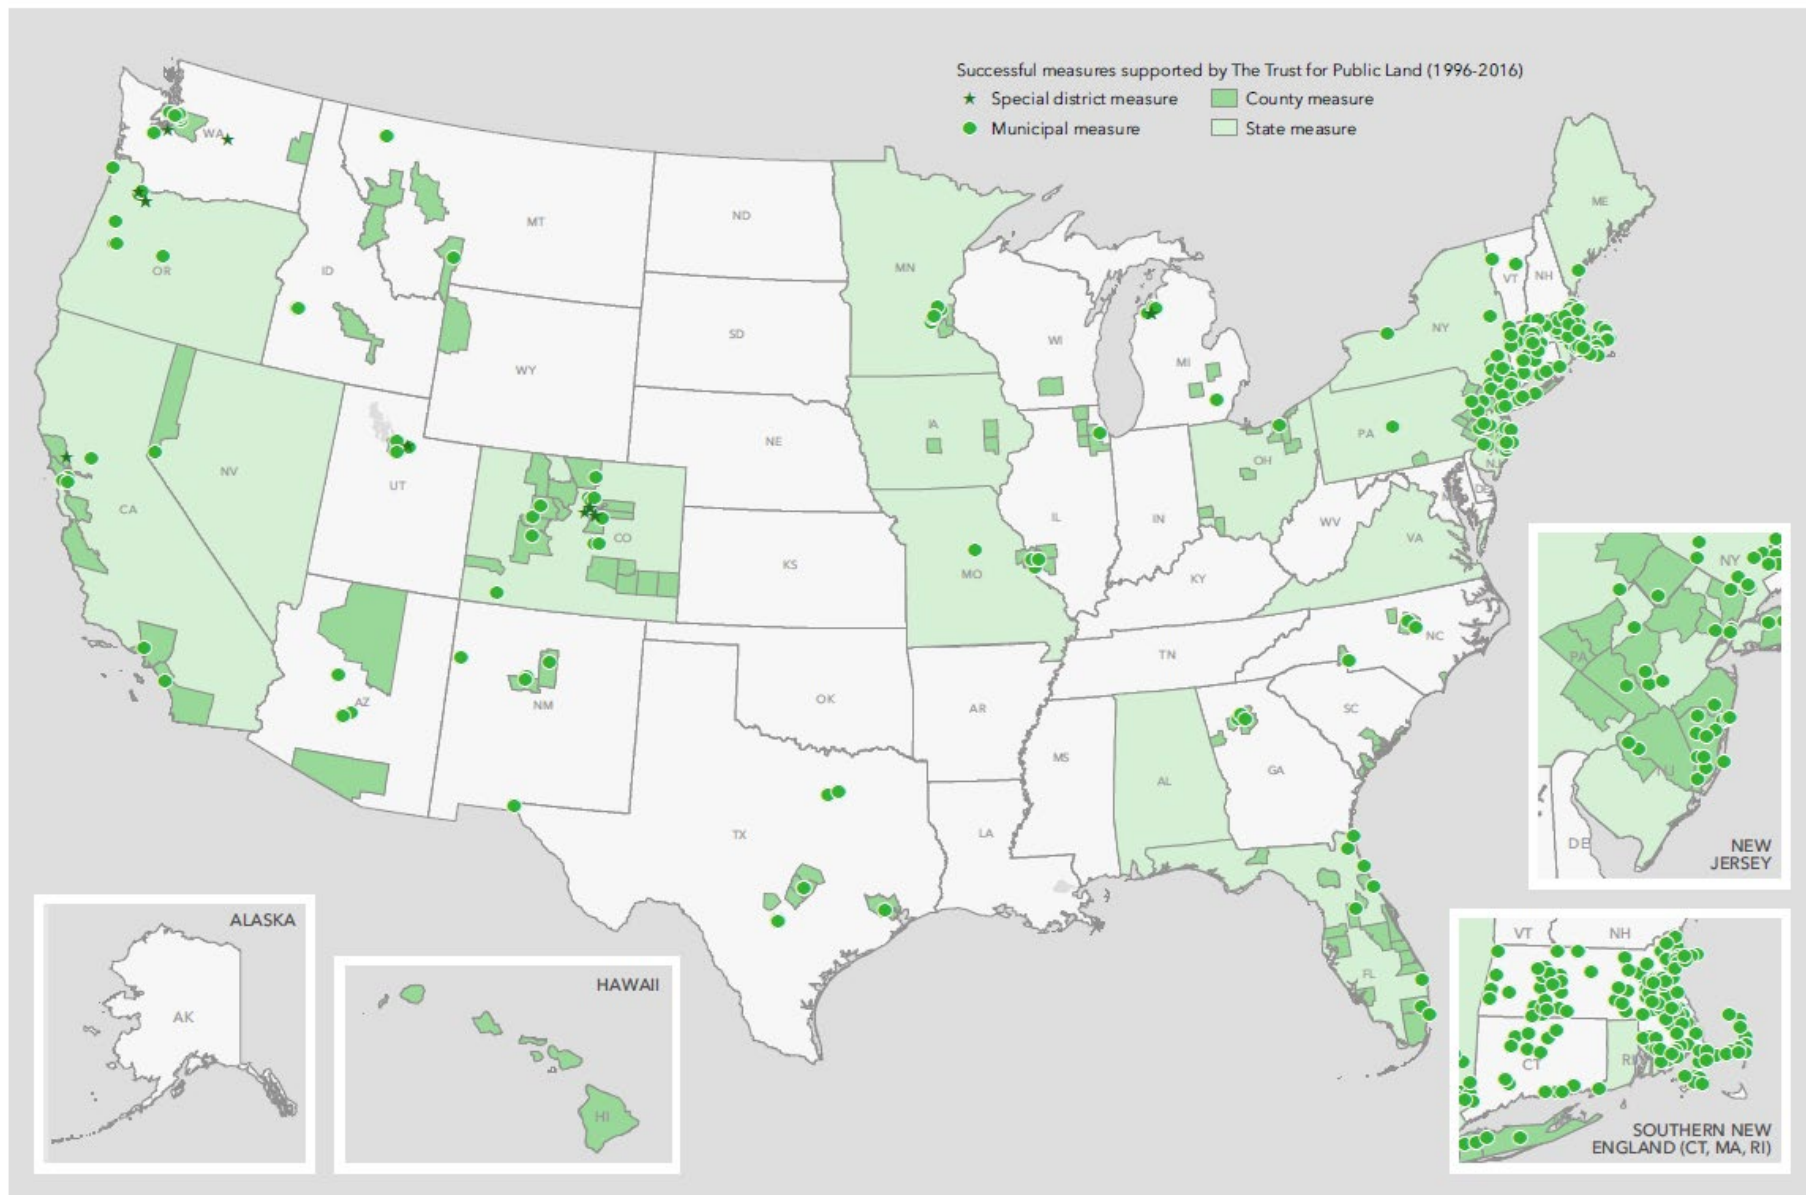 Successful measures supported by The Trust for Public Land (1996-2016)
★ Special district measure
County measure
Municipal measure
State measure
WA
MT
ND
ME
OR
ID
MN
VT
NH
SD
WI
NY
MI
WY
IA
PA
NE
OH
NJ
NV
UT
CA
CO
IL
IN
WV
VA
KS
MO
KY
NC
TN
AZ
NM
OK
AR
SC
MS
AL
GA
TX
LA
FL
NY
PA
NJ
DE
NEW
JERSEY
ALASKA
AK
HAWAII
HI
VT
NH
CT
RI
SOUTHERN NEW
ENGLAND (CT, MA, RI)